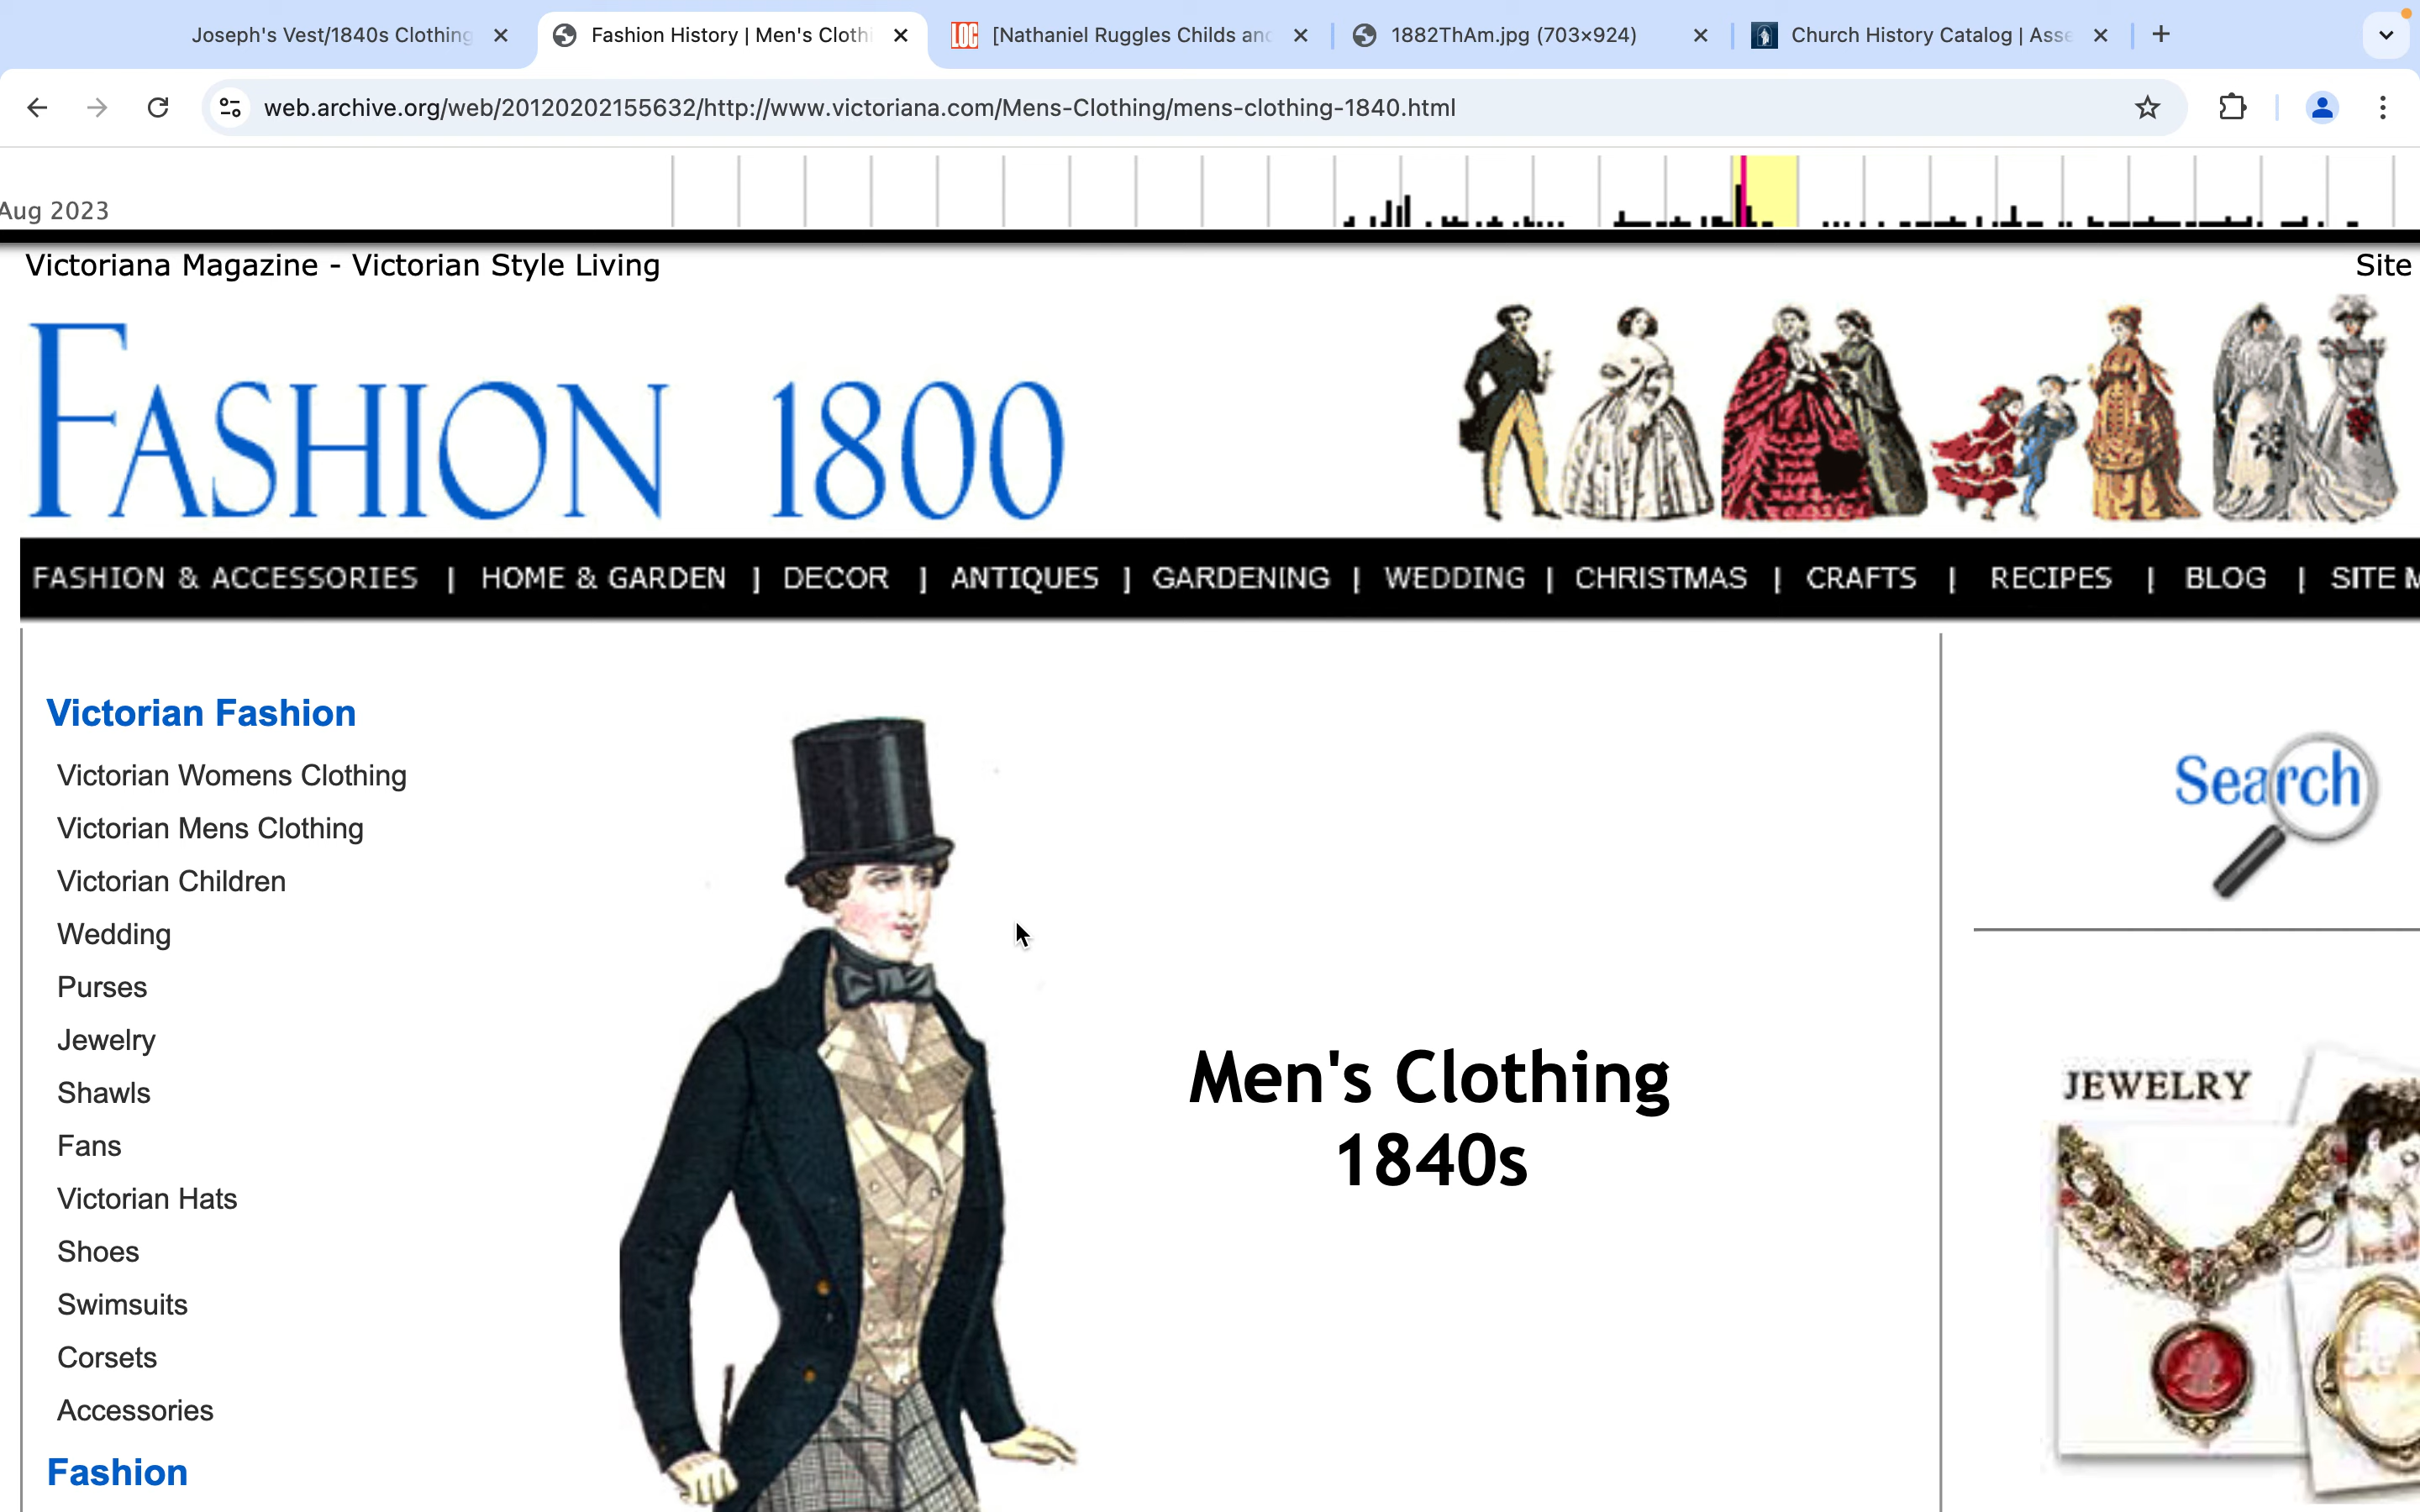 Joseph's Vest/1840s Clothing
Fashion History | Men's Clothi
LOC
[Nathaniel Ruggles Childs and
1882ThAm.jpg (703×924)
Church History Catalog | Asse
web.archive.org/web/20120202155632/http://www.victoriana.com/Mens-Clothing/mens-clothing-1840.html
Aug 2023
Victoriana Magazine - Victorian Style Living
Site
FASHION 1800
FASHION & ACCESSORIES | HOME & GARDEN ] DECOR ] ANTIQUES ] GARDENING | WEDDING | CHRISTMAS | CRAFTS | RECIPES | BLOG | SITE M
Victorian Fashion
Victorian Womens Clothing
Victorian Mens Clothing
Victorian Children
Wedding
Purses
Jewelry
Shawls
Fans
Victorian Hats
Shoes
Swimsuits
Corsets
Accessories
Fashion
Men's Clothing
1840s
Search
JEWELRY